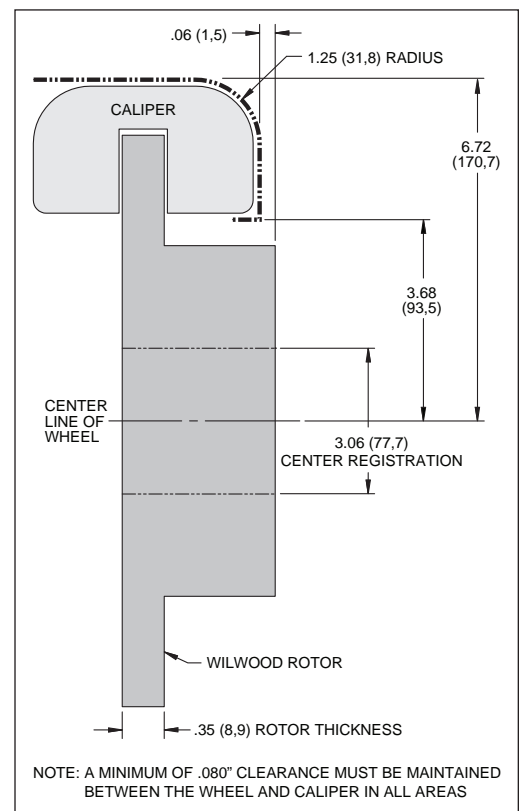 .06 (1,5)
1.25 (31,8) RADIUS
CALIPER
6.72
(170,7)
3.68
(93,5)
CENTER
LINE OF
WHEEL
3.06 (77,7)
CENTER REGISTRATION
WILWOOD ROTOR
.35 (8,9) ROTOR THICKNESS
NOTE: A MINIMUM OF .080" CLEARANCE MUST BE MAINTAINED
BETWEEN THE WHEEL AND CALIPER IN ALL AREAS